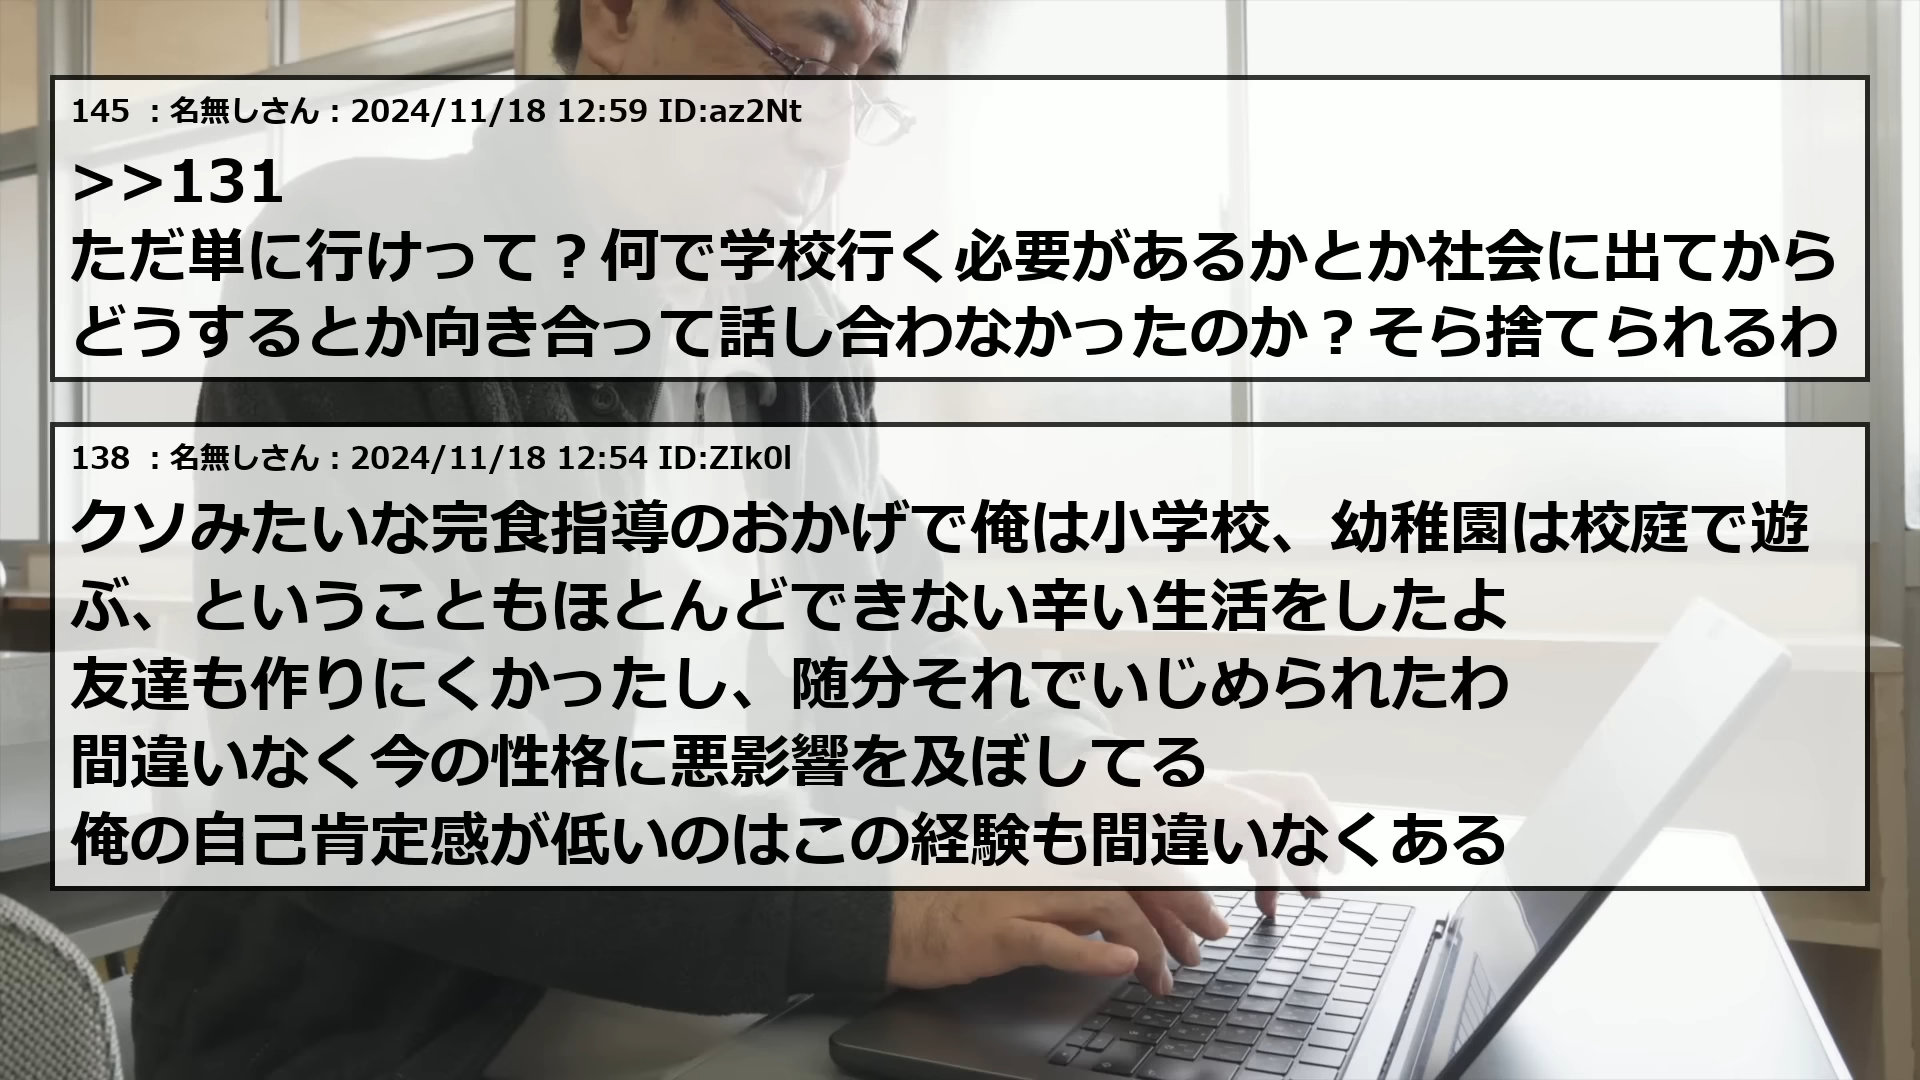 145 ：名無しさん：2024/11/18 12:59 ID:az2Nt
>>131
ただ単に行けって？何で学校行く必要があるかとか社会に出てから
どうするとか向き合って話し合わなかったのか？そら捨てられるわ
138 ：名無しさん：2024/11/18 12:54 ID:ZIk0l
クソみたいな完食指導のおかげで俺は小学校、幼稚園は校庭で遊
ぶ、ということもほとんどできない辛い生活をしたよ
友達も作りにくかったし、随分それでいじめられたわ
間違いなく今の性格に悪影響を及ぼしてる
俺の自己肯定感が低いのはこの経験も間違いなくある